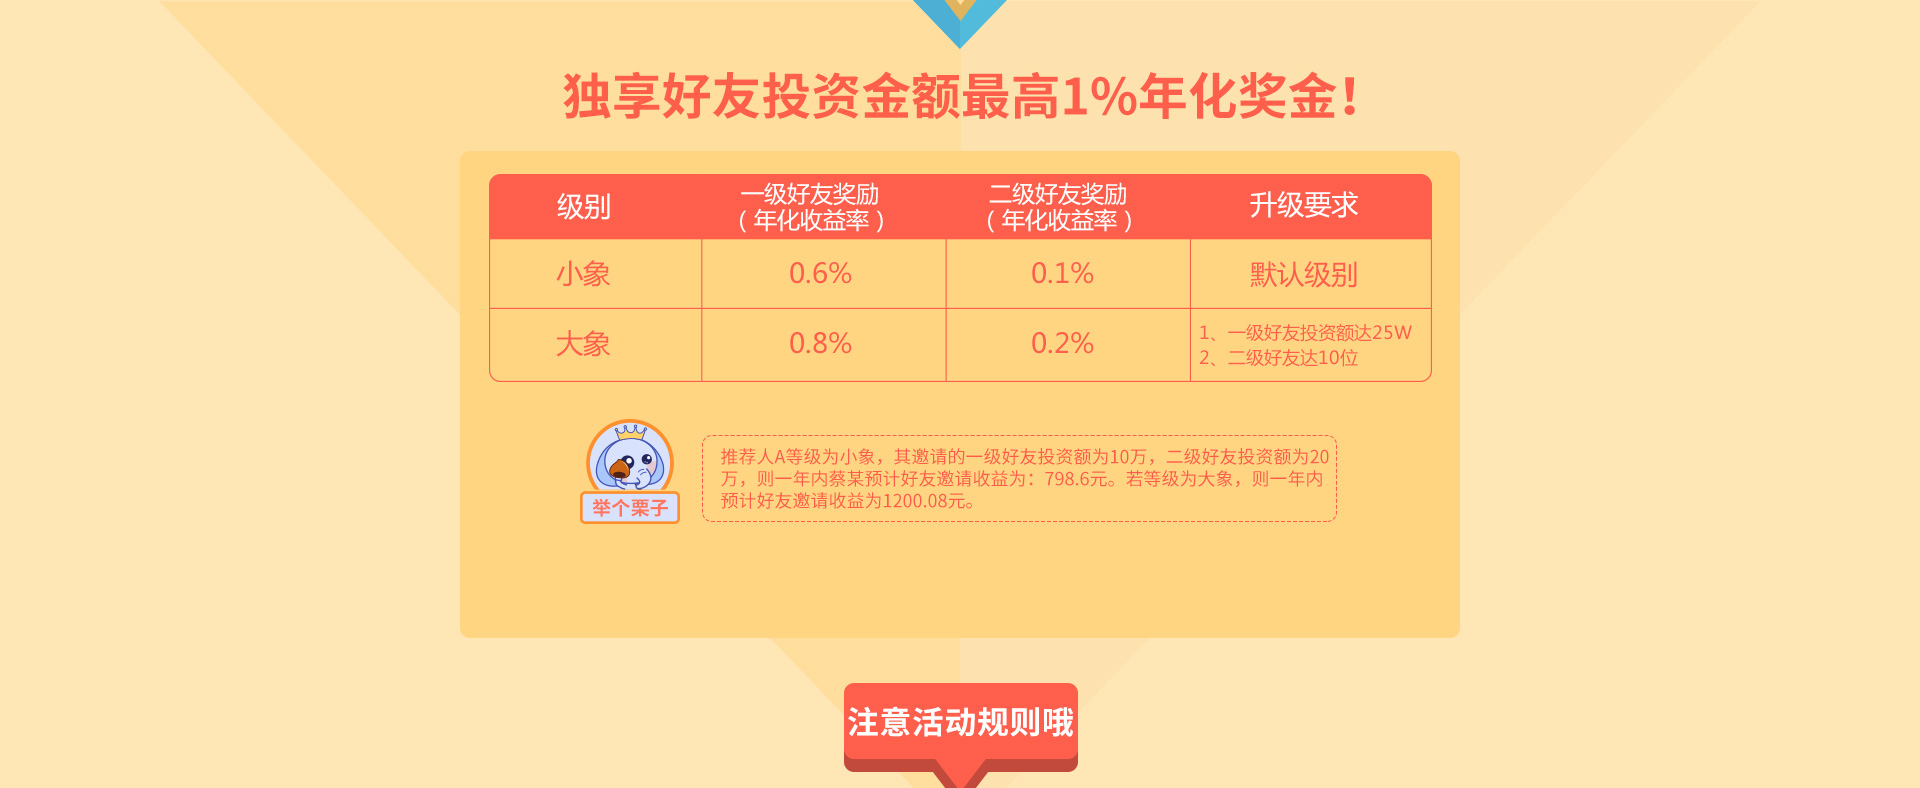 独享好友投资金额最高1%年化奖金!
级别 一级好友奖励 二级好友奖励 升级要求
(年化收益率) (年化收益率)
小象 0.6% 0.1% 默认级别
大象 0.8% 0.2% 1、一级好友投资额达25W
2、二级好友达10位
推荐人A等级为小象，其邀请的一级好友投资额为10万，二级好友投资额为20
万，则一年内蔡某预计好友邀请收益为：798.6元。若等级为大象，则一年内
预计好友邀请收益为1200.08元。
举个栗子
注意活动规则哦